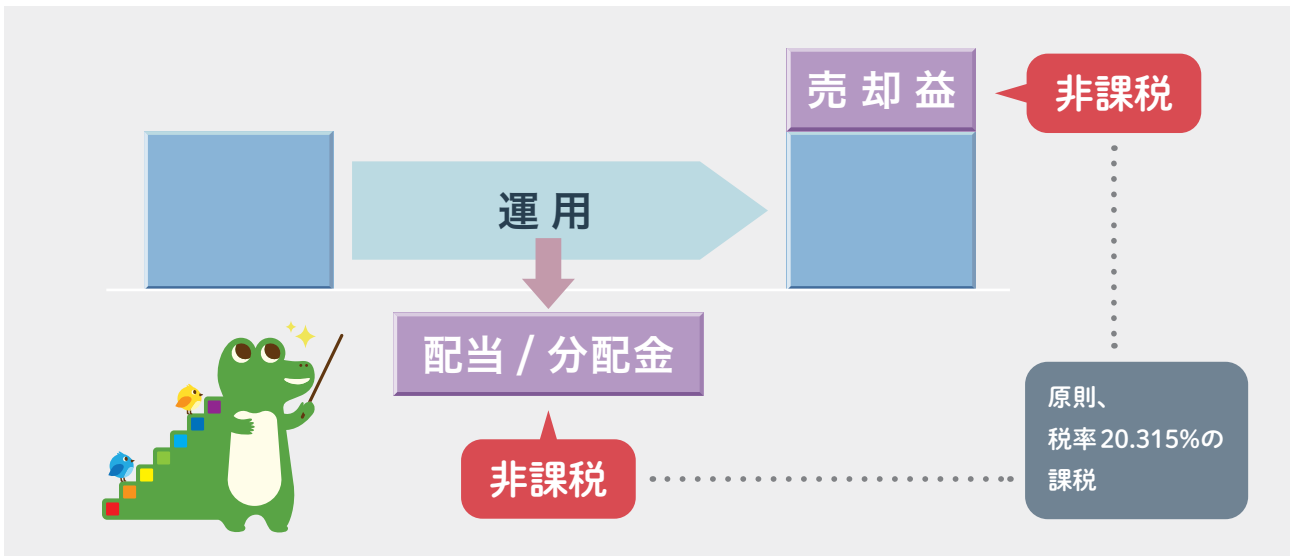 売却益
非課税
運用
配当 / 分配金
非課税
原則、
税率20.315%の
課税